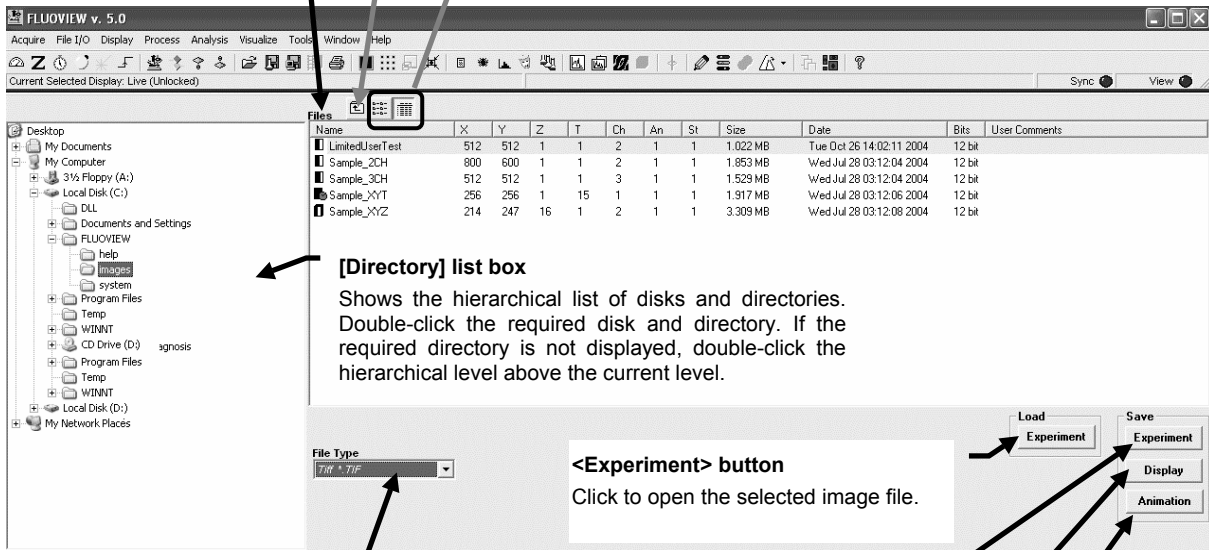 FLUOVIEW v. 5.0
Acquire File I/O Display Process Analysis Visualize Tools Window Help
Current Selected Display: Live (Unlocked)
Sync View
Files
Name X Y Z T Ch An St Size Date Bits User Comments
LimitedUserTest 512 512 1 1 2 1 1 1.022 MB Tue Oct 26 14:02:11 2004 12 bit
Sample_2CH 800 600 1 1 2 1 1 1.853 MB Wed Jul 28 03:12:04 2004 12 bit
Sample_3CH 512 512 1 1 3 1 1 1.529 MB Wed Jul 28 03:12:04 2004 12 bit
Sample_XYT 256 256 1 15 1 1 1 1.917 MB Wed Jul 28 03:12:06 2004 12 bit
Sample_XYZ 214 247 16 1 2 1 1 3.309 MB Wed Jul 28 03:12:08 2004 12 bit
Desktop
My Documents
My Computer
3½ Floppy (A:)
Local Disk (C:)
DLL
Documents and Settings
FLUOVIEW
help
images
system
Program Files
Temp
WINNT
CD Drive (D:) agnosis
Program Files
Temp
WINNT
Local Disk (D:)
My Network Places
[Directory] list box
Shows the hierarchical list of disks and directories.
Double-click the required disk and directory. If the
required directory is not displayed, double-click the
hierarchical level above the current level.
File Type
Tiff *.TIF
<Experiment> button
Click to open the selected image file.
Load
Experiment
Save
Experiment
Display
Animation